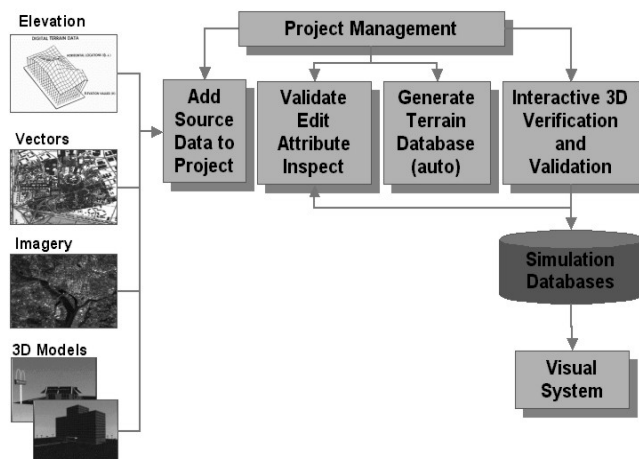 Elevation
DIGITAL TERRAIN DATA
Vectors
Imagery
3D Models
Project Management
Add
Source
Data to
Project
Validate
Edit
Attribute
Inspect
Generate
Terrain
Database
(auto)
Interactive 3D
Verification
and
Validation
Simulation
Databases
Visual
System